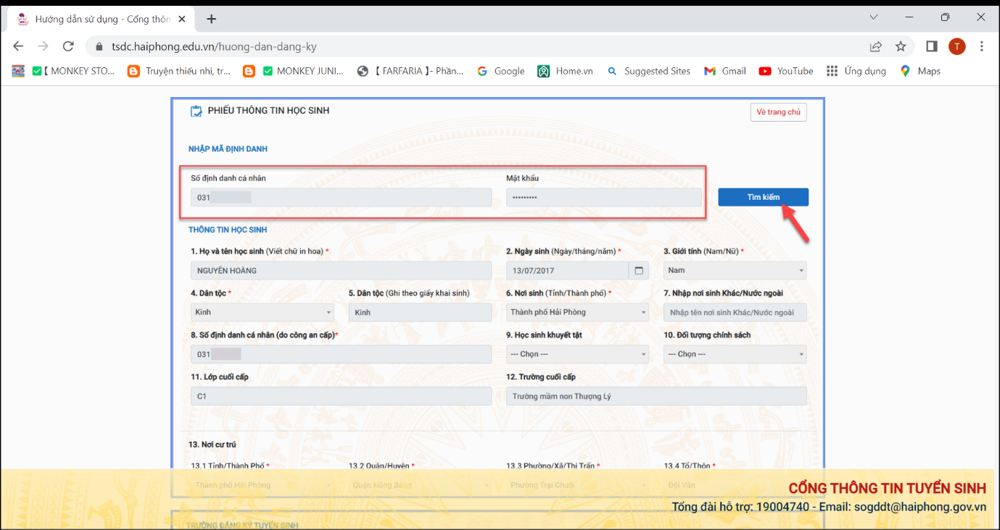 Hướng dẫn sử dụng - Cổng thôn
tsdc.haiphong.edu.vn/huong-dan-dang-ky
T
【 MONKEY STO... Truyện thiếu nhi, tr... MONKEY JUNI... 【 FARFARIA 】- Phần... Google Home.vn Suggested Sites Gmail YouTube Ứng dụng Maps
PHIẾU THÔNG TIN HỌC SINH
Về trang chủ
NHẬP MÃ ĐỊNH DANH
Số định danh cá nhân Mật khẩu
031 ••••••••• Tìm kiếm
THÔNG TIN HỌC SINH
1. Họ và tên học sinh (Viết chữ in hoa) * 2. Ngày sinh (Ngày/tháng/năm) * 3. Giới tính (Nam/Nữ) *
NGUYỄN HOÀNG 13/07/2017 Nam
4. Dân tộc * 5. Dân tộc (Ghi theo giấy khai sinh) 6. Nơi sinh (Tỉnh/Thành phố) * 7. Nhập nơi sinh Khác/Nước ngoài
Kinh Kinh Thành phố Hải Phòng Nhập tên nơi sinh Khác/Nước ngoài
8. Số định danh cá nhân (do công an cấp)* 9. Học sinh khuyết tật 10. Đối tượng chính sách
031 --- Chọn --- --- Chọn ---
11. Lớp cuối cấp 12. Trường cuối cấp
C1 Trường mầm non Thượng Lý
13. Nơi cư trú
13.1 Tỉnh/Thành Phố * 13.2 Quận/Huyện * 13.3 Phường/Xã/Thị Trấn * 13.4 Tổ/Thôn *
Thành phố Hải Phòng Quận Hồng Bàng Phường Trại Chuối Đội Văn
CỔNG THÔNG TIN TUYỂN SINH
Tổng đài hỗ trợ: 19004740 - Email: sogddt@haiphong.gov.vn
TRƯỜNG ĐĂNG KÝ TUYỂN SINH